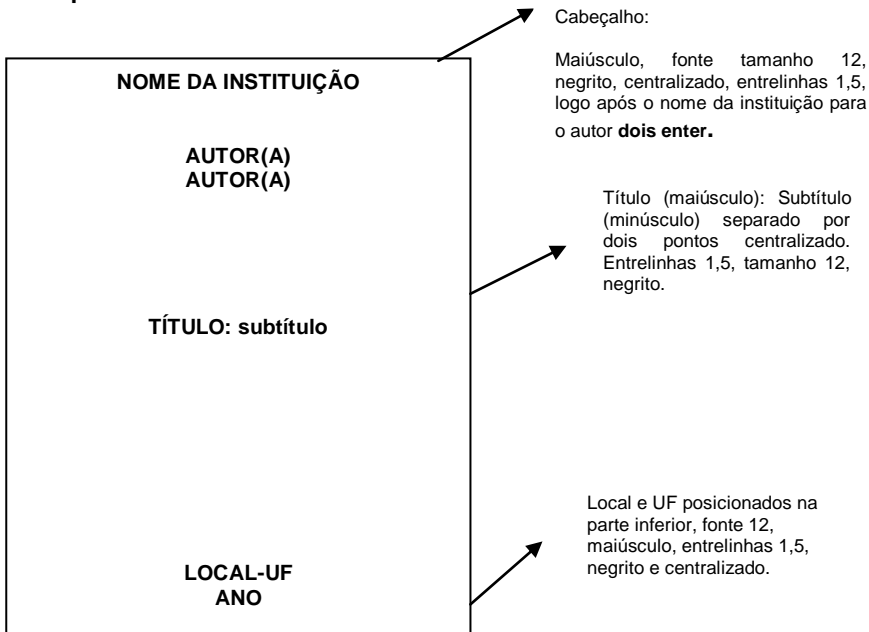 Cabeçalho:
Maiúsculo, fonte tamanho 12,
negrito, centralizado, entrelinhas 1,5,
logo após o nome da instituição para
o autor dois enter.
NOME DA INSTITUIÇÃO
AUTOR(A)
AUTOR(A)
Título (maiúsculo): Subtítulo
(minúsculo) separado por
dois pontos centralizado.
Entrelinhas 1,5, tamanho 12,
negrito.
TÍTULO: subtítulo
Local e UF posicionados na
parte inferior, fonte 12,
maiúsculo, entrelinhas 1,5,
negrito e centralizado.
LOCAL-UF
ANO